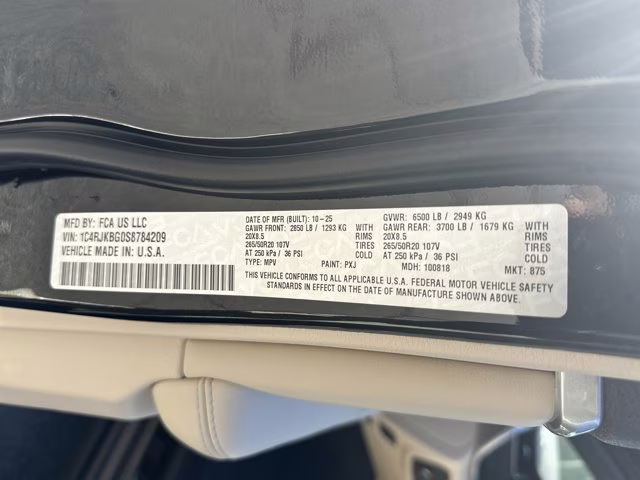 MFD BY: FCA US LLC
VIN: 1C4RJKBG0S8784209
VEHICLE MADE IN: U.S.A.
DATE OF MFR (BUILT): 10-25
GVWR: 6500 LB / 2949 KG
GAWR FRONT: 2850 LB / 1293 KG WITH
GAWR REAR: 3700 LB / 1679 KG WITH
20X8.5 RIMS
20X8.5 RIMS
265/50R20 107V TIRES
265/50R20 107V TIRES
AT 250 kPa / 36 PSI COLD
AT 250 kPa / 36 PSI COLD
TYPE: MPV PAINT: PXJ MDH: 100818 MKT: 875
THIS VEHICLE CONFORMS TO ALL APPLICABLE U.S.A. FEDERAL MOTOR VEHICLE SAFETY
STANDARDS IN EFFECT ON THE DATE OF MANUFACTURE SHOWN ABOVE.